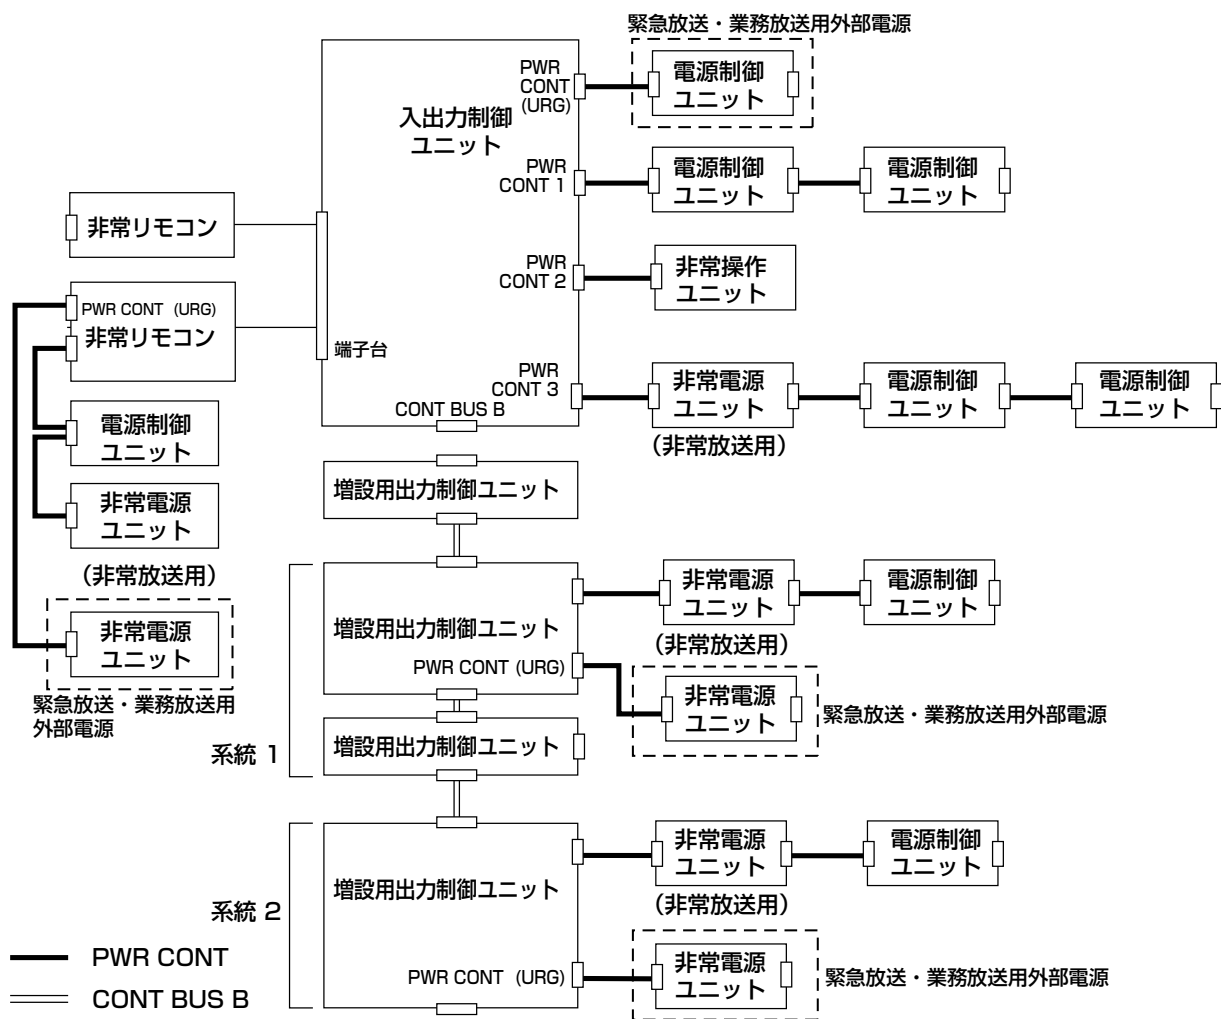 緊急放送・業務放送用外部電源
PWR
CONT
(URG)
電源制御
ユニット
入出力制御
ユニット
PWR
CONT 1
電源制御
ユニット
電源制御
ユニット
非常リモコン
PWR
CONT 2
非常操作
ユニット
PWR CONT (URG)
非常リモコン
端子台
PWR
CONT 3
非常電源
ユニット
(非常放送用)
電源制御
ユニット
電源制御
ユニット
CONT BUS B
電源制御
ユニット
非常電源
ユニット
(非常放送用)
非常電源
ユニット
緊急放送・業務放送用
外部電源
増設用出力制御ユニット
増設用出力制御ユニット
PWR CONT (URG)
非常電源
ユニット
(非常放送用)
電源制御
ユニット
非常電源
ユニット
緊急放送・業務放送用外部電源
増設用出力制御ユニット
系統 1
増設用出力制御ユニット
非常電源
ユニット
(非常放送用)
電源制御
ユニット
系統 2
PWR CONT (URG)
非常電源
ユニット
緊急放送・業務放送用外部電源
PWR CONT
CONT BUS B